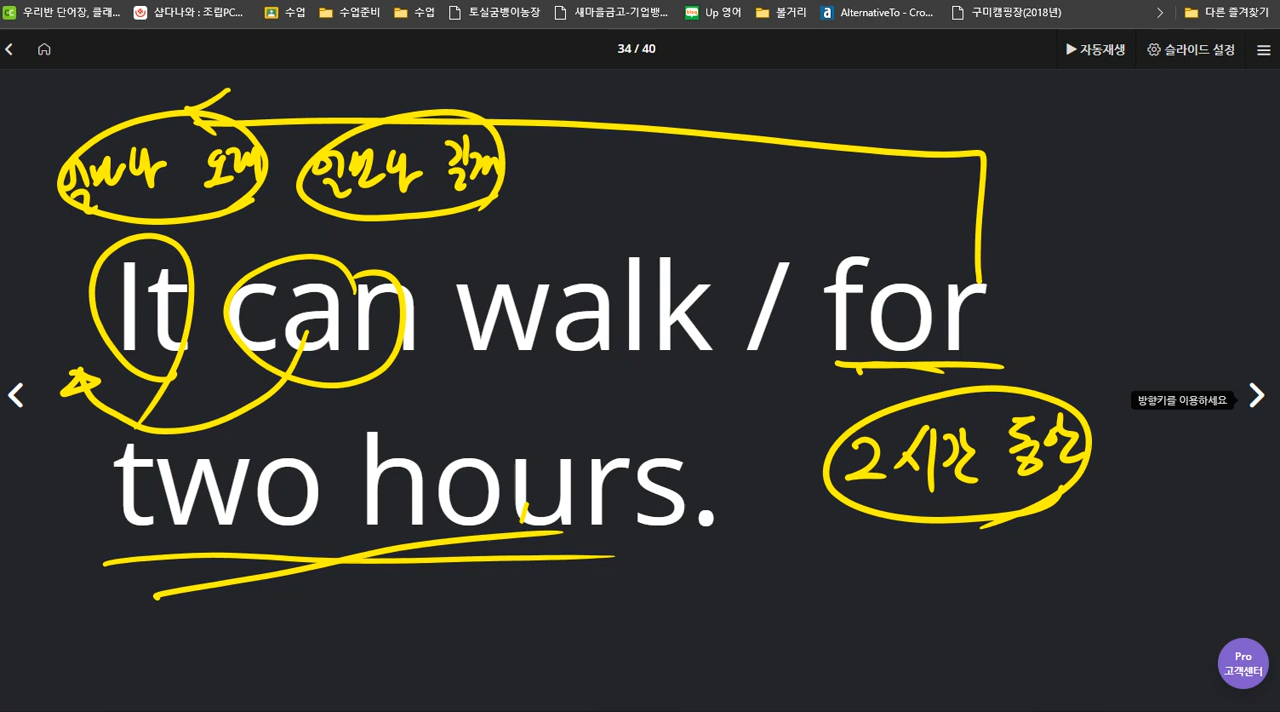 우리반 단어장, 클래... 샵다나와 : 조립PC... 수업 수업준비 수업 토실굼벵이농장 새마을금고-기업뱅... Up 영어 볼거리 AlternativeTo - Cro... 구미캠핑장(2018년) 다른 즐겨찾기
34 / 40 자동재생 슬라이드 설정
얼마나 오래 얼마나 길게
It can walk / for
방향키를 이용하세요
two hours. 2시간 동안
Pro
고객센터